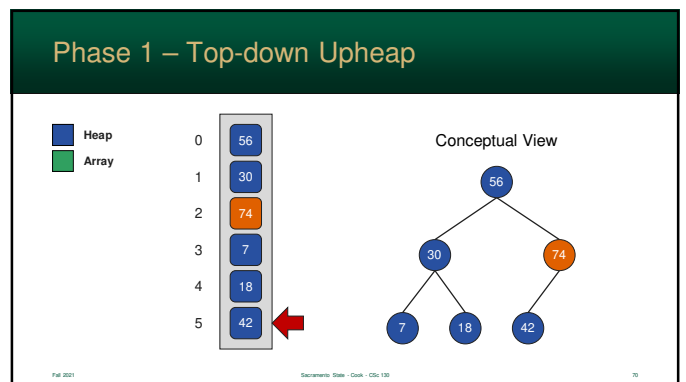 Phase 1 – Top-down Upheap
Heap
Array
0 56
1 30
2 74
3 7
4 18
5 42
Conceptual View
56
30 74
7 18 42
Fall 2021 Sacramento State - Cook - CSc 130 70